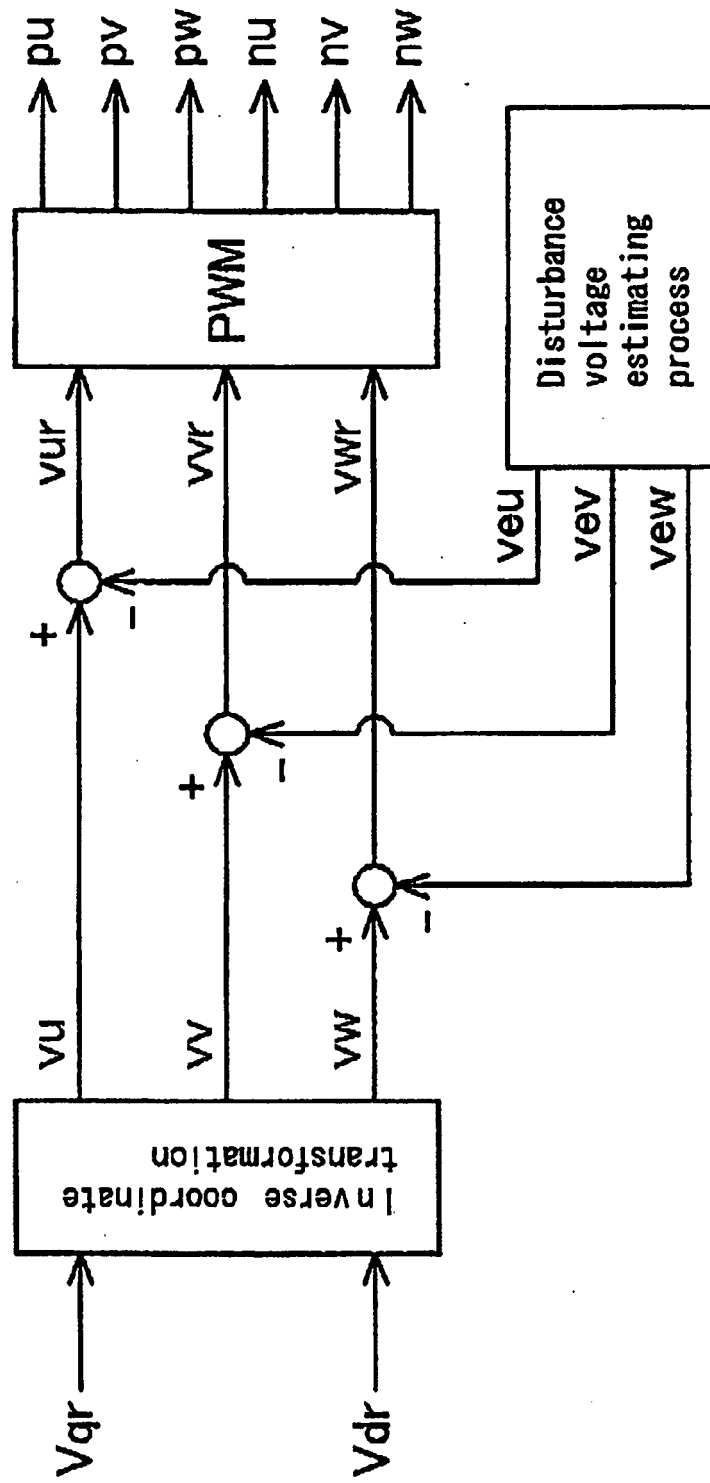 Vqr
Vdr
Inverse coordinate
transformation
vu
vv
vw
+
-
+
-
+
-
vur
vvr
vwr
veu
vev
vew
PWM
Disturbance
voltage
estimating
process
pu
pv
pw
nu
nv
nw